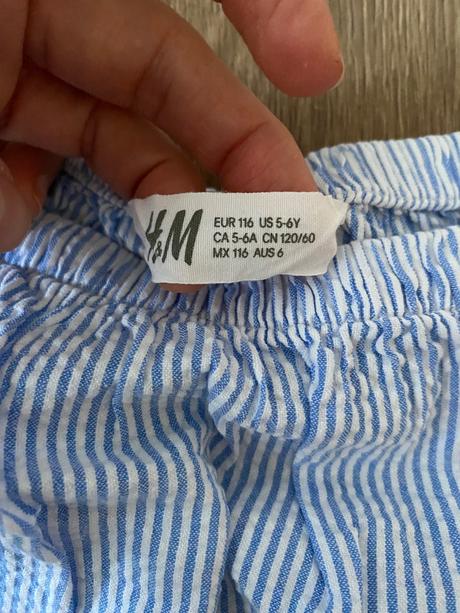 H&M
EUR 116 US 5-6Y
CA 5-6A CN 120/60
MX 116 AUS 6